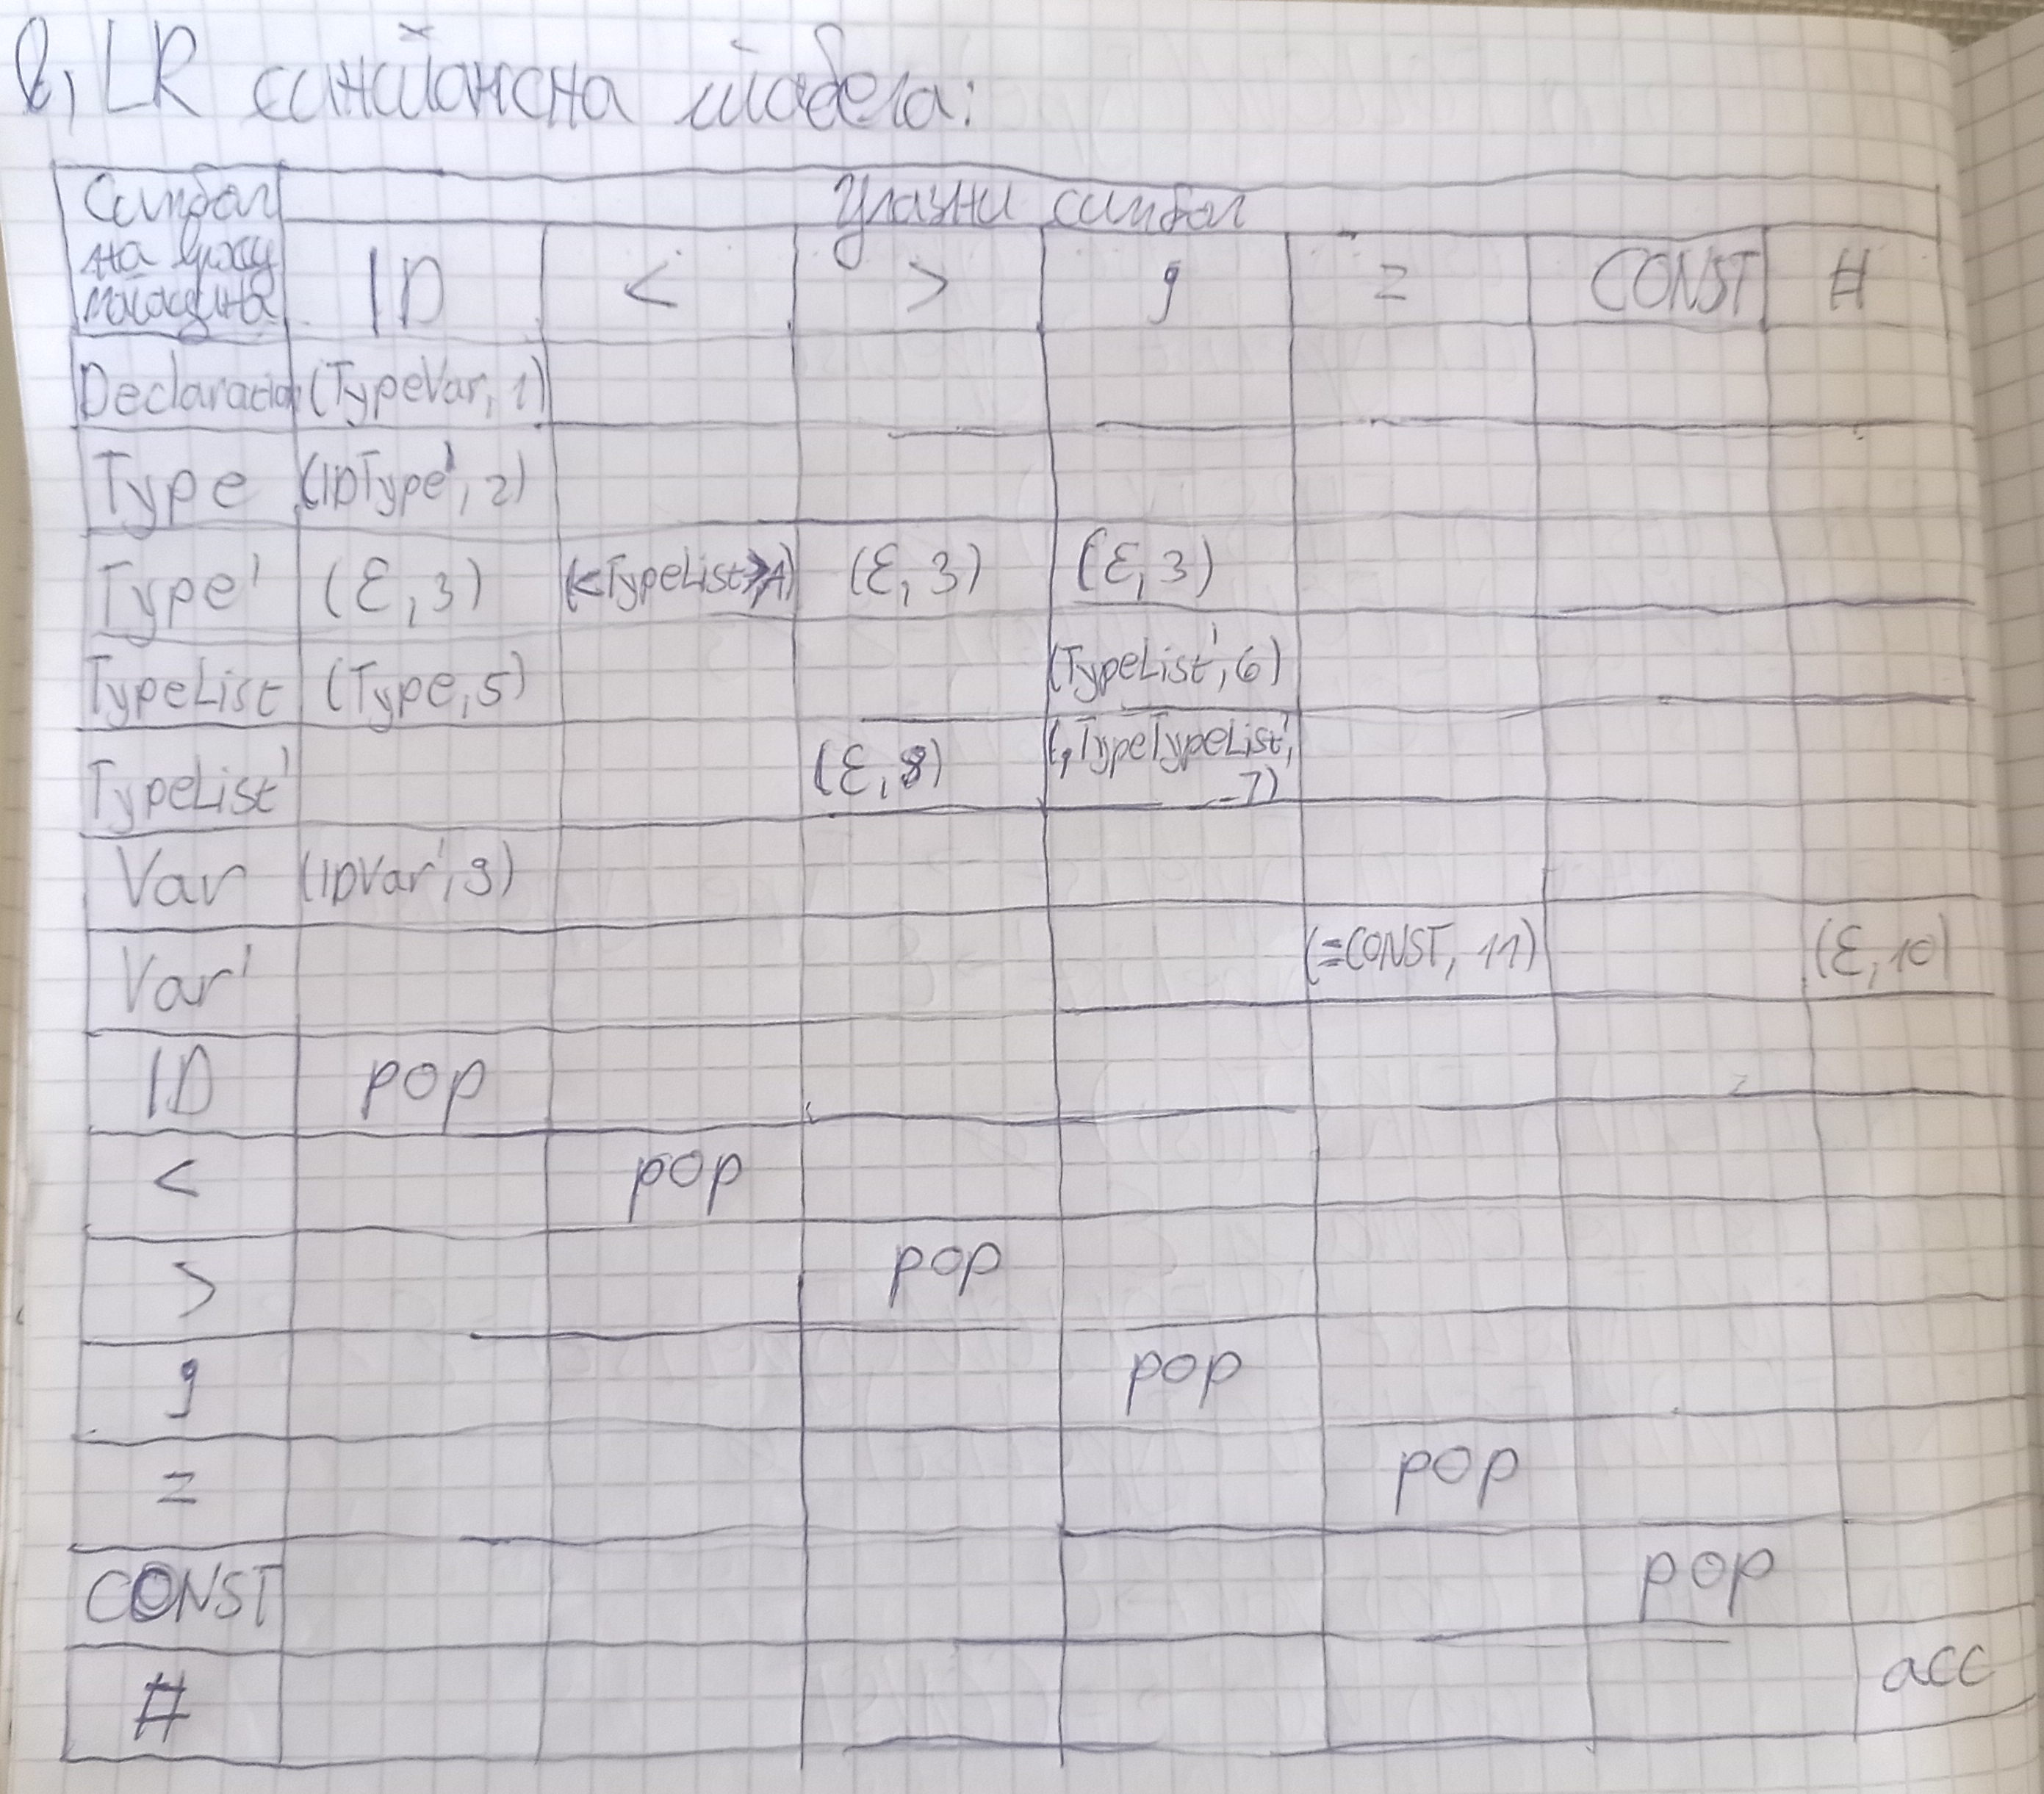 в, LR синтаксна табела:
Симбол на врху магацина | Улазни симбол
ID | < | > | , | = | CONST | #
Declaration | (TypeVar, 1)
Type | (IDType', 2)
Type' | (ε, 3) | (<TypeList>,4) | (ε, 3) | (ε, 3)
TypeList | (Type, 5) | (TypeList', 6)
TypeList' | (ε, 8) | (,TypeTypeList', 7)
Var | (IDVar', 9)
Var' | (=CONST, 11) | (ε, 10)
ID | pop
< | pop
> | pop
, | pop
= | pop
CONST | pop
# | acc